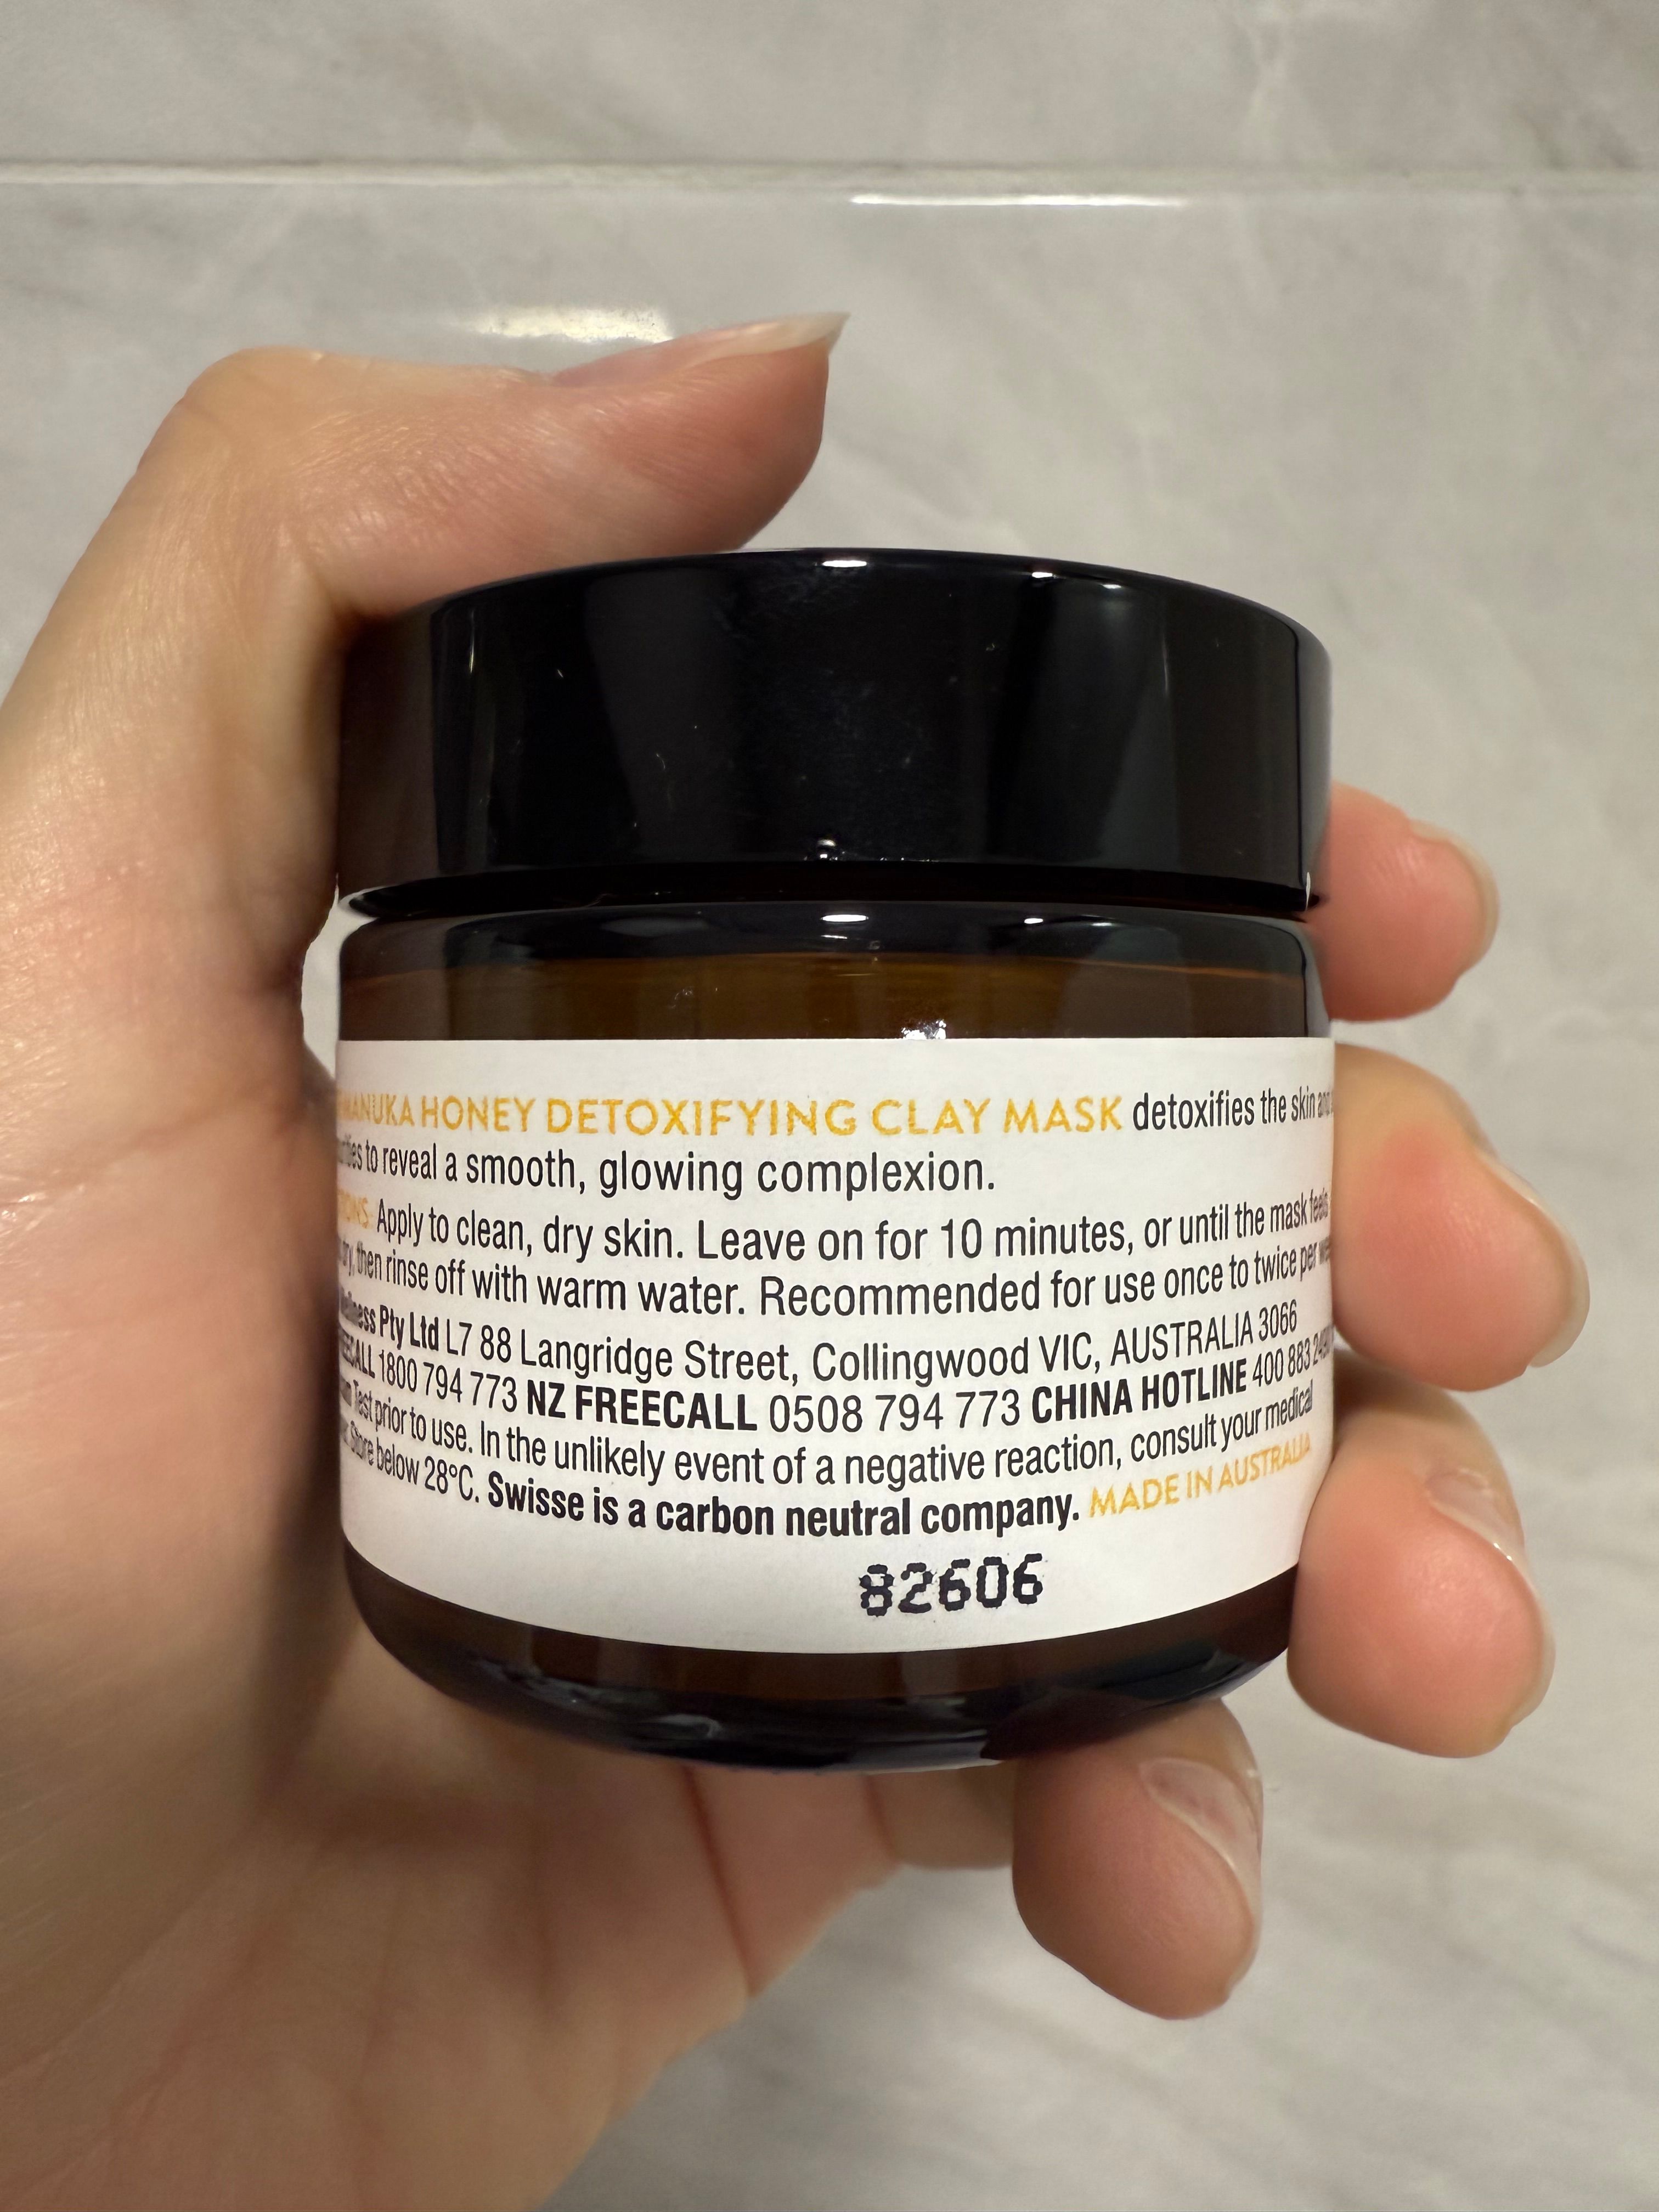 MANUKA HONEY DETOXIFYING CLAY MASK detoxifies the skin and
to reveal a smooth, glowing complexion.
Apply to clean, dry skin. Leave on for 10 minutes, or until the mask feels
dry, then rinse off with warm water. Recommended for use once to twice per
Wellness Pty Ltd L7 88 Langridge Street, Collingwood VIC, AUSTRALIA 3066
FREECALL 1800 794 773 NZ FREECALL 0508 794 773 CHINA HOTLINE 400 883
Test prior to use. In the unlikely event of a negative reaction, consult your medical
Store below 28°C. Swisse is a carbon neutral company. MADE IN AUSTRALIA
82606